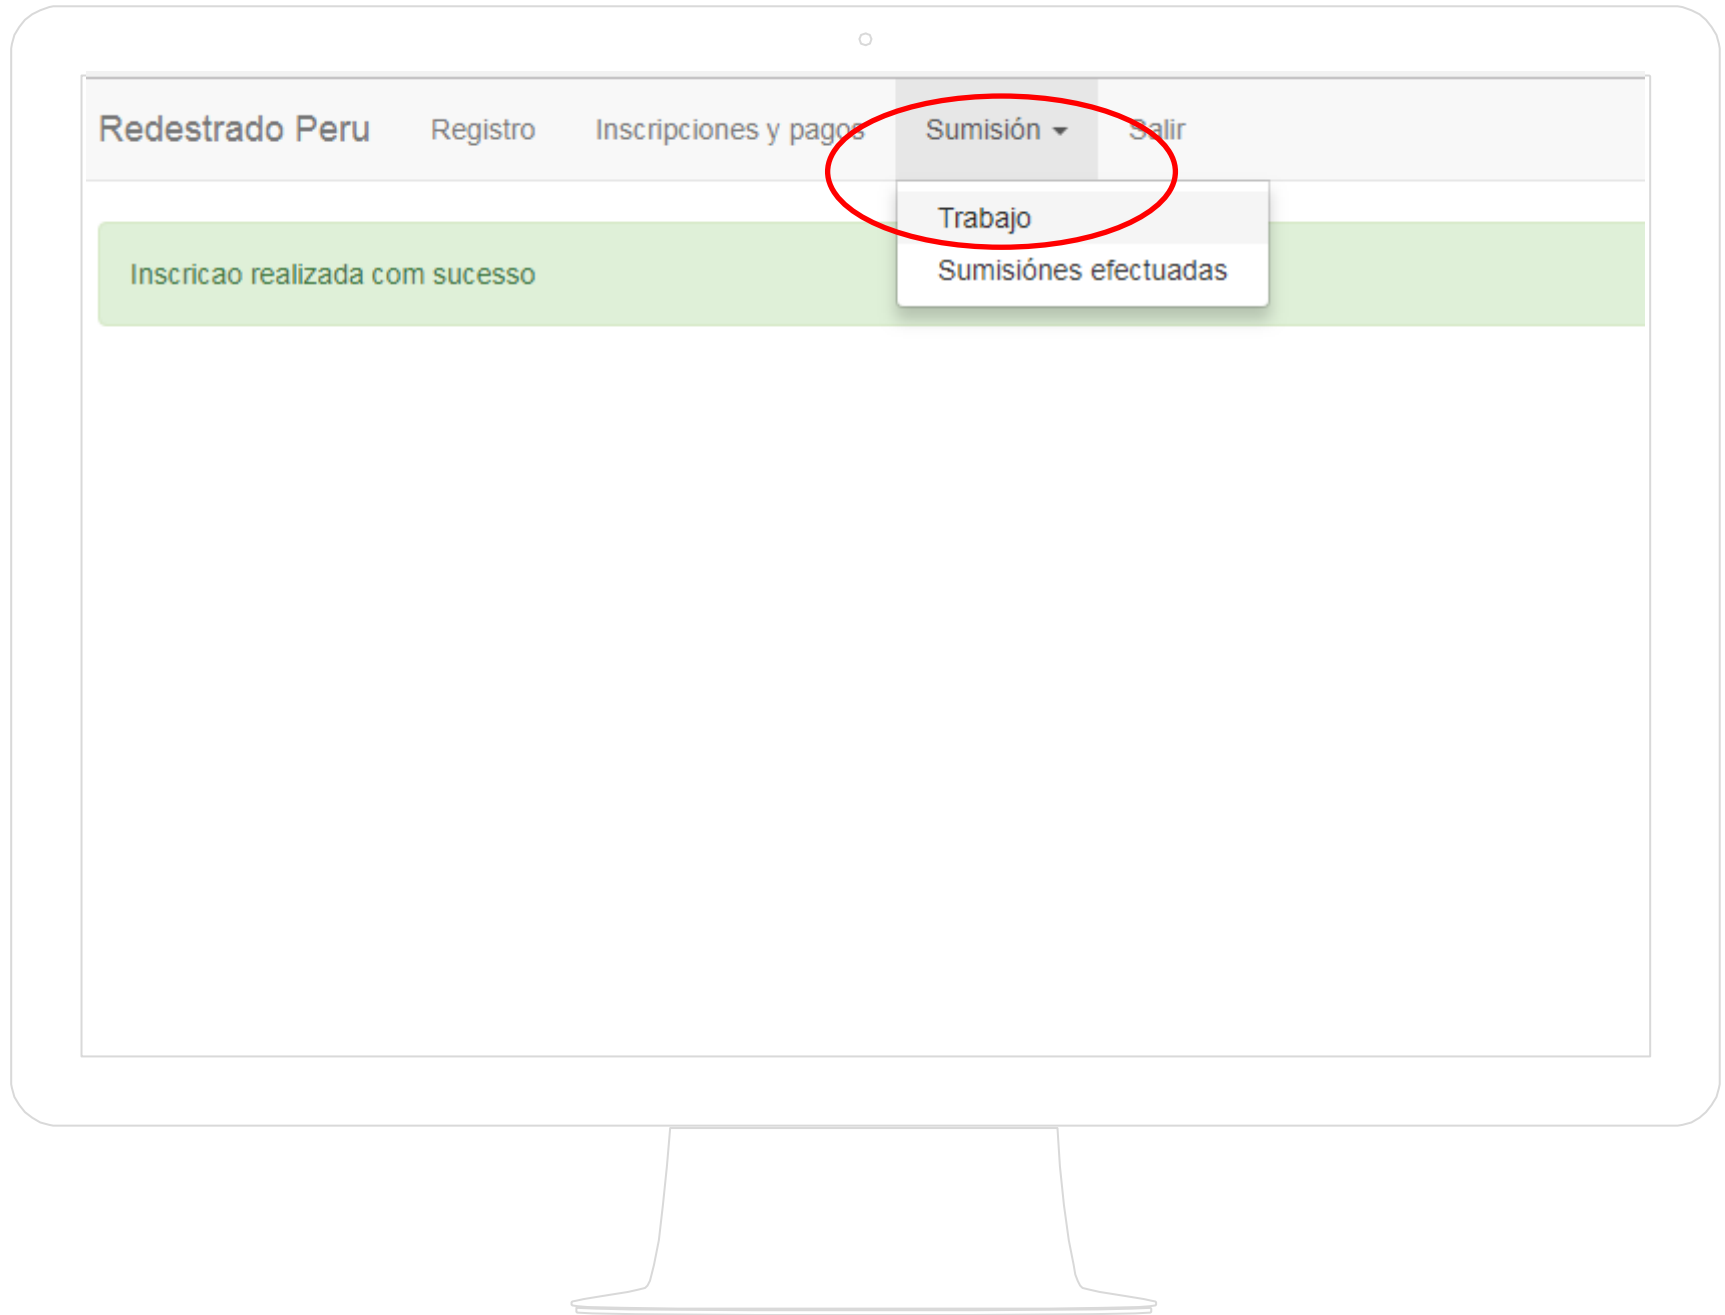 Redestrado Peru Registro Inscripciones y pagos Sumisión Salir
Trabajo
Sumisiónes efectuadas
Inscricao realizada com sucesso